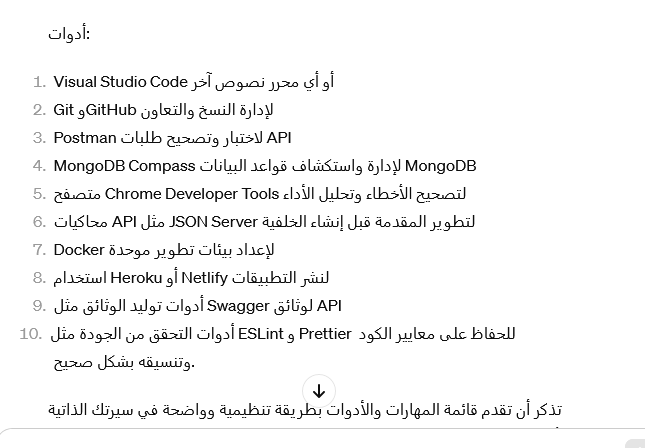 أدوات:
1. Visual Studio Code أو أي محرر نصوص آخر
2. Git وGitHub لإدارة النسخ والتعاون
3. Postman لاختبار وتصحيح طلبات API
4. MongoDB Compass لإدارة واستكشاف قواعد البيانات MongoDB
5. متصفح Chrome Developer Tools لتصحيح الأخطاء وتحليل الأداء
6. محاكيات API مثل JSON Server لتطوير المقدمة قبل إنشاء الخلفية
7. Docker لإعداد بيئات تطوير موحدة
8. استخدام Heroku أو Netlify لنشر التطبيقات
9. أدوات توليد الوثائق مثل Swagger لوثائق API
10. أدوات التحقق من الجودة مثل ESLint و Prettier للحفاظ على معايير الكود
وتنسيقه بشكل صحيح.
تذكر أن تقدم قائمة المهارات والأدوات بطريقة تنظيمية وواضحة في سيرتك الذاتية